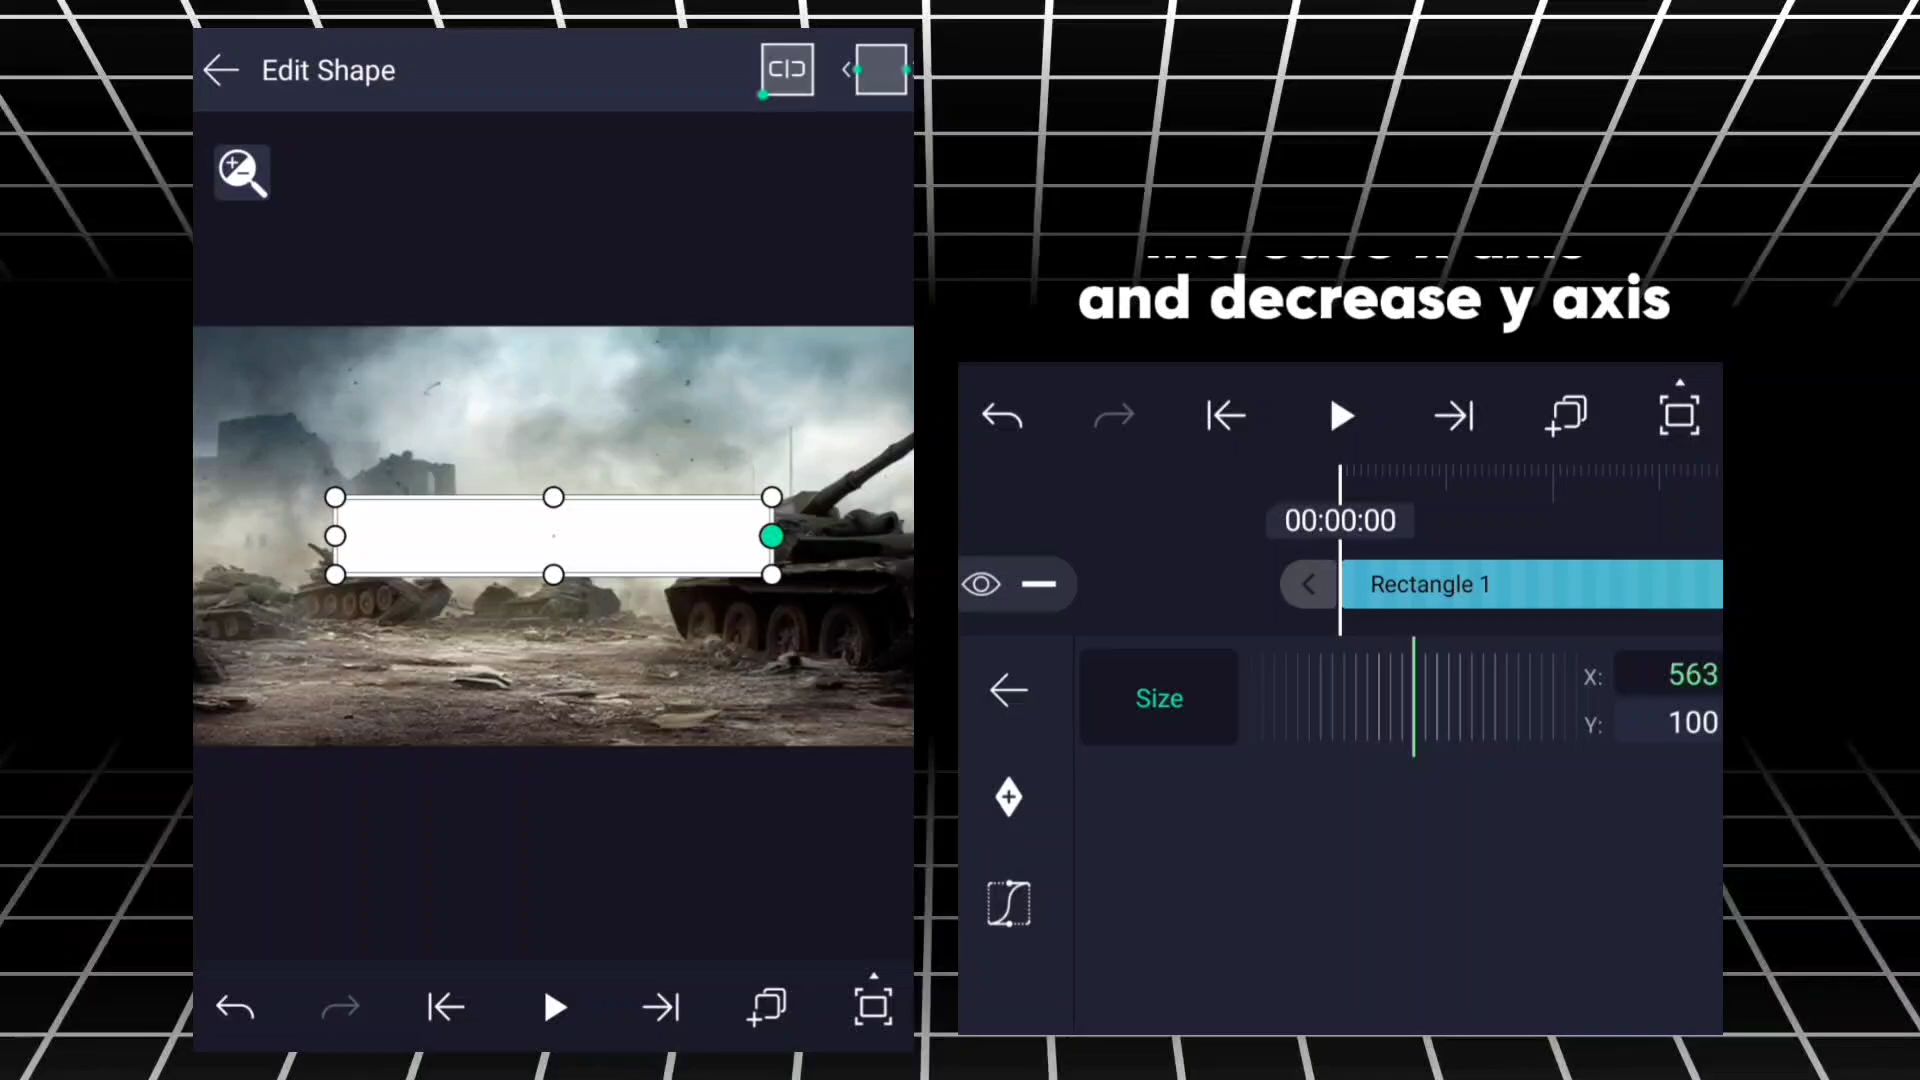 Edit Shape
and decrease y axis
00:00:00
Rectangle 1
Size
X: 563
Y: 100